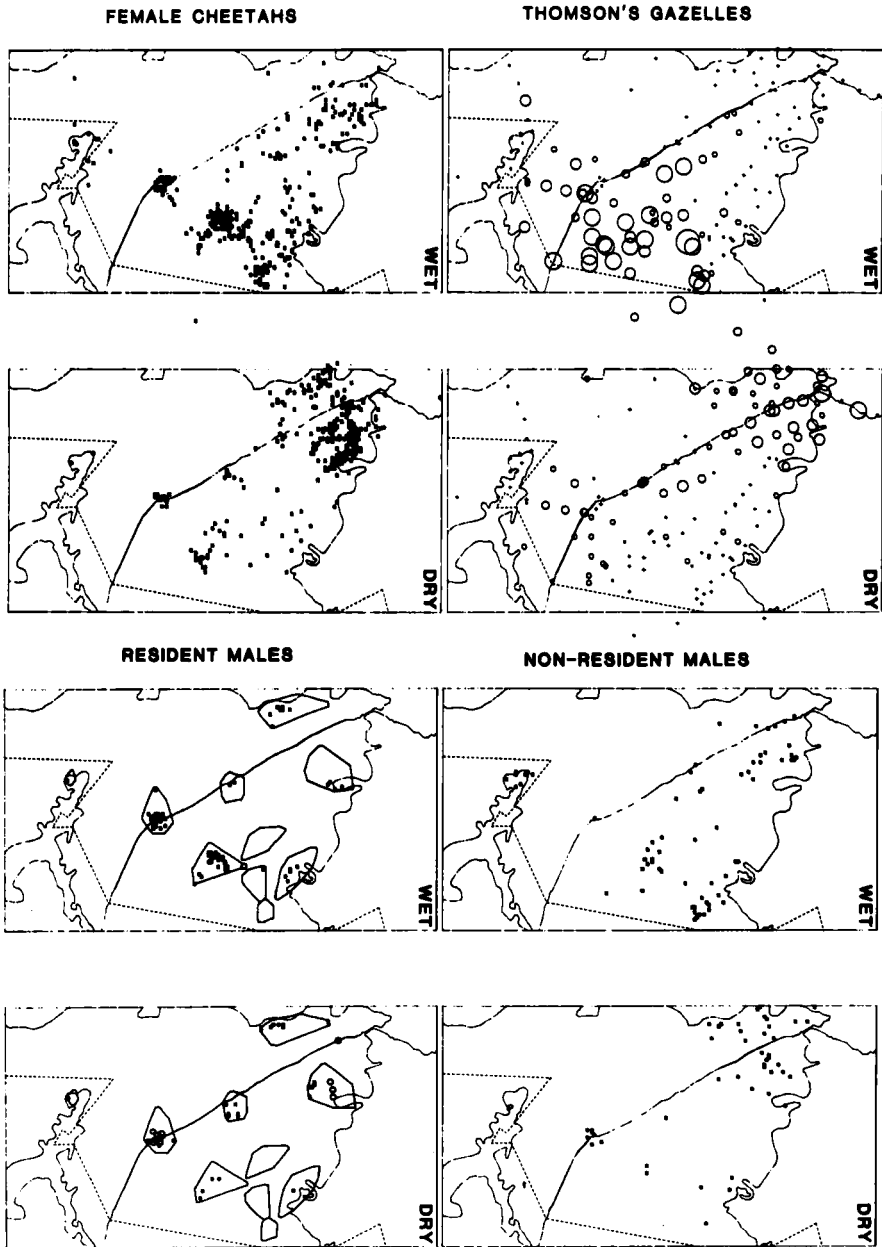 FEMALE CHEETAHS
THOMSON'S GAZELLES
WET
WET
DRY
DRY
RESIDENT MALES
NON-RESIDENT MALES
WET
WET
DRY
DRY